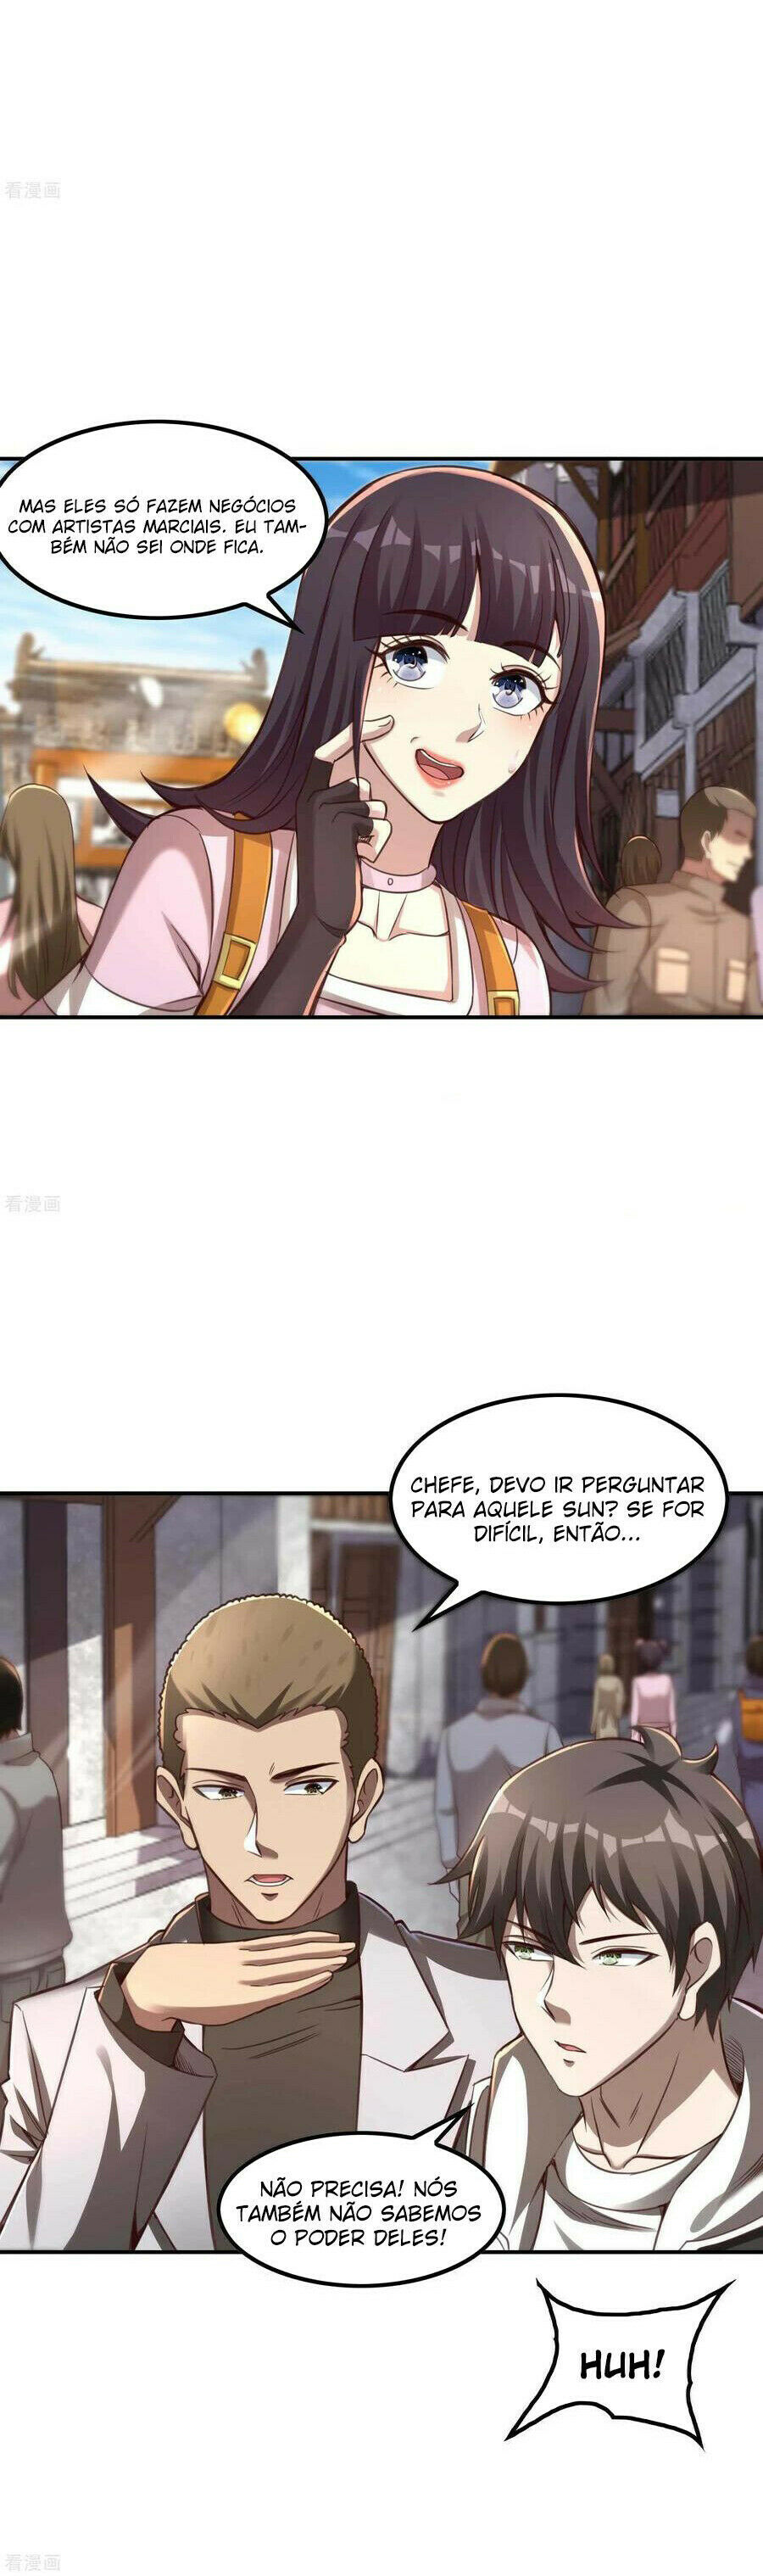 看漫画
MAS ELES SÓ FAZEM NEGÓCIOS
COM ARTISTAS MARCIAIS. EU TAM-
BÉM NÃO SEI ONDE FICA.
看漫画
CHEFE, DEVO IR PERGUNTAR
PARA AQUELE SUN? SE FOR
DIFÍCIL, ENTÃO...
NÃO PRECISA! NÓS
TAMBÉM NÃO SABEMOS
O PODER DELES!
HUH!
看漫画